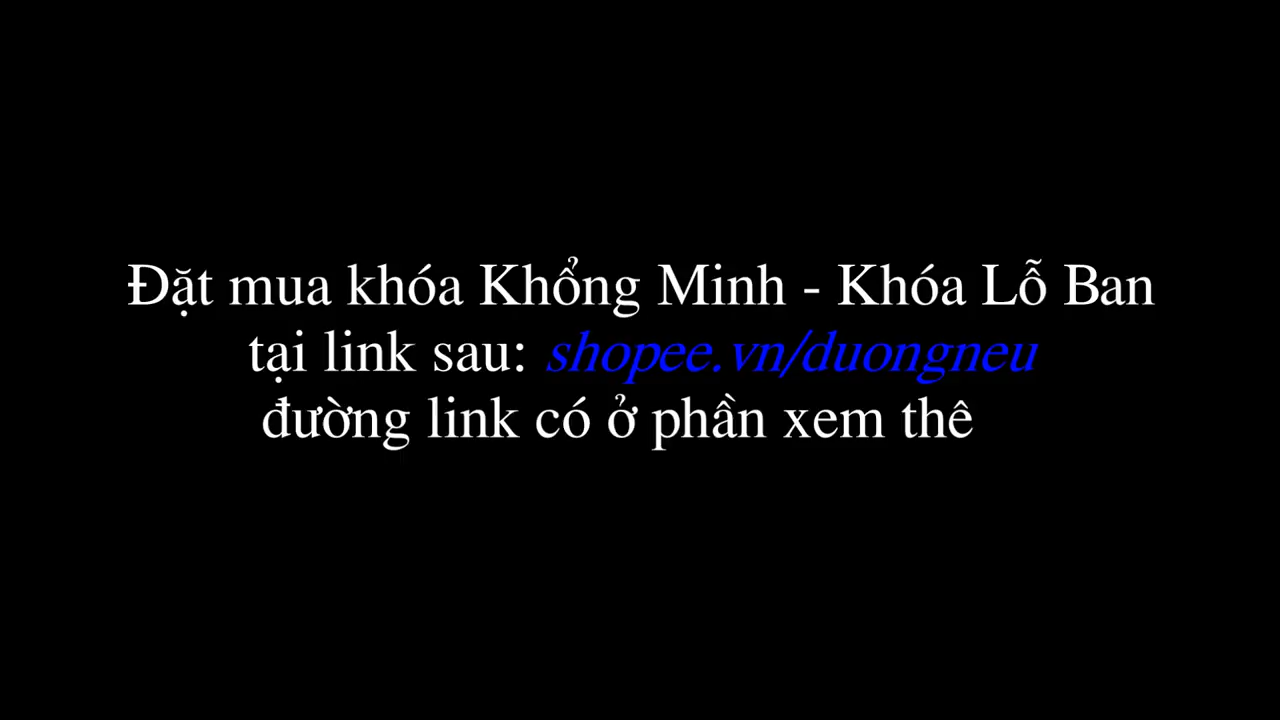 Đặt mua khóa Khổng Minh - Khóa Lỗ Ban
tại link sau: shopee.vn/duongneu
đường link có ở phần xem thê